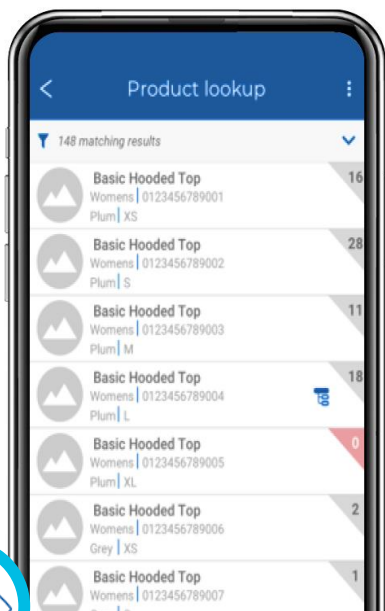 Product lookup
148 matching results
Basic Hooded Top 16
Womens 0123456789001
Plum XS
Basic Hooded Top 28
Womens 0123456789002
Plum S
Basic Hooded Top 11
Womens 0123456789003
Plum M
Basic Hooded Top 18
Womens 0123456789004
Plum L
Basic Hooded Top 0
Womens 0123456789005
Plum XL
Basic Hooded Top 2
Womens 0123456789006
Grey XS
Basic Hooded Top 1
Womens 0123456789007